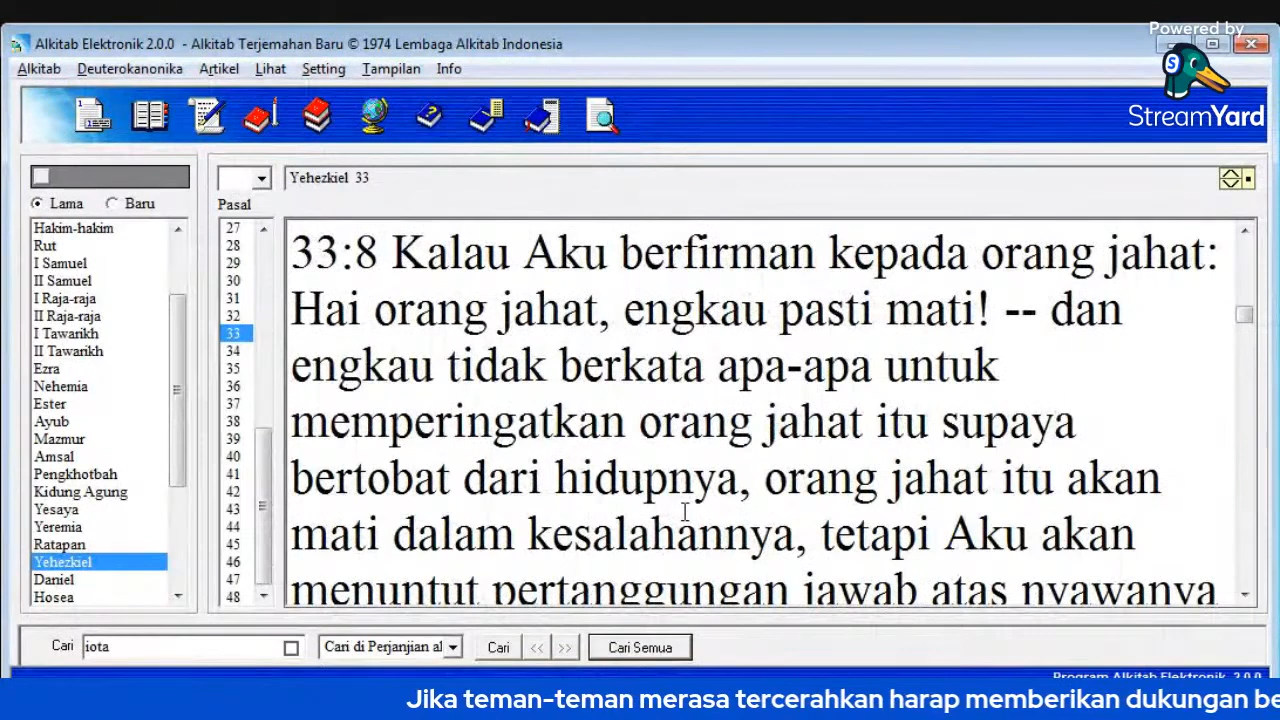 Powered by
StreamYard
Alkitab Elektronik 2.0.0 - Alkitab Terjemahan Baru © 1974 Lembaga Alkitab Indonesia
Alkitab Deuterokanonika Artikel Lihat Setting Tampilan Info
Yehezkiel 33
Lama Baru
Pasal
Hakim-hakim
Rut
I Samuel
II Samuel
I Raja-raja
II Raja-raja
I Tawarikh
II Tawarikh
Ezra
Nehemia
Ester
Ayub
Mazmur
Amsal
Pengkhotbah
Kidung Agung
Yesaya
Yeremia
Ratapan
Yehezkiel
Daniel
Hosea
27
28
29
30
31
32
33
34
35
36
37
38
39
40
41
42
43
44
45
46
47
48
33:8 Kalau Aku berfirman kepada orang jahat:
Hai orang jahat, engkau pasti mati! -- dan
engkau tidak berkata apa-apa untuk
memperingatkan orang jahat itu supaya
bertobat dari hidupnya, orang jahat itu akan
mati dalam kesalahannya, tetapi Aku akan
menuntut pertanggungan jawab atas nyawanya
Cari iota Cari di Perjanjian al Cari << >> Cari Semua
Program Alkitab Elektronik 2.0.0
Jika teman-teman merasa tercerahkan harap memberikan dukungan be